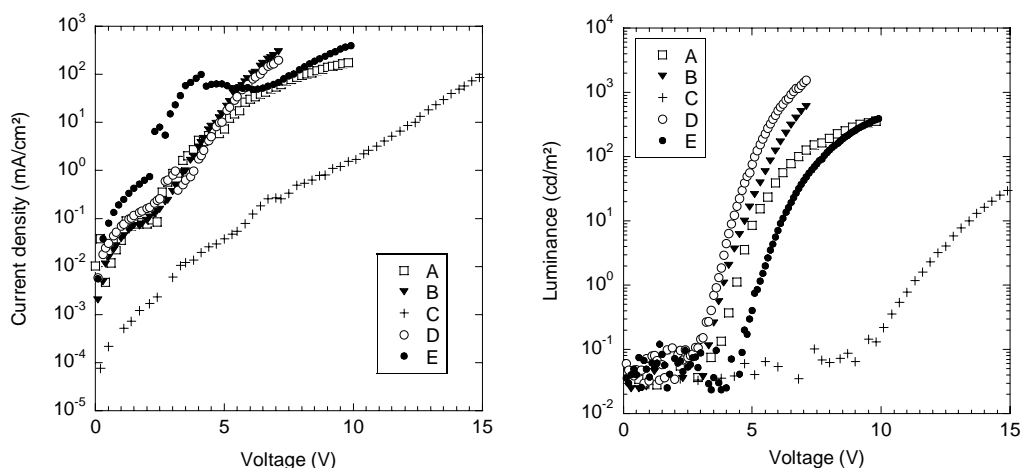 Current density (mA/cm²)
10³
10²
10¹
10⁰
10⁻¹
10⁻²
10⁻³
10⁻⁴
10⁻⁵
A
B
C
D
E
0
5
10
15
Voltage (V)
Luminance (cd/m²)
10⁴
10³
10²
10¹
10⁰
10⁻¹
10⁻²
A
B
C
D
E
0
5
10
15
Voltage (V)